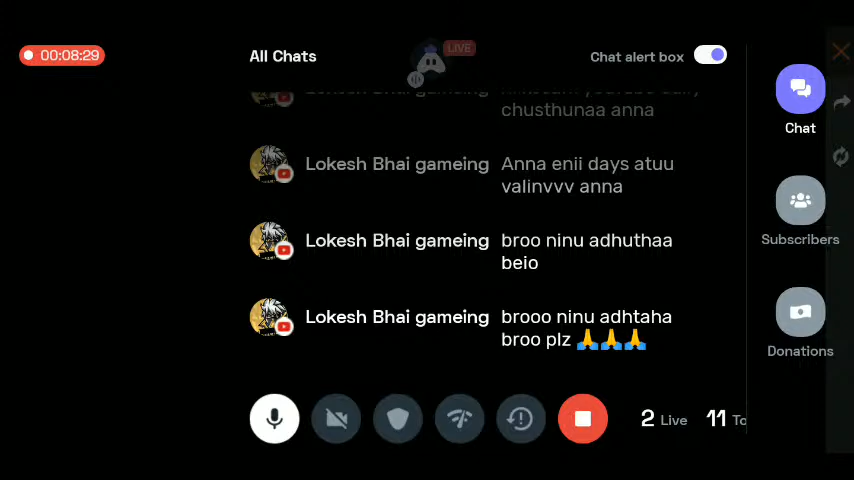 00:08:29
All Chats
LIVE
Chat alert box
chusthunaa anna
Lokesh Bhai gameing Anna enii days atuu
valinvvv anna
Lokesh Bhai gameing broo ninu adhuthaa
beio
Lokesh Bhai gameing brooo ninu adhtaha
broo plz 🙏🙏🙏
2 Live 11 To
Chat
Subscribers
Donations